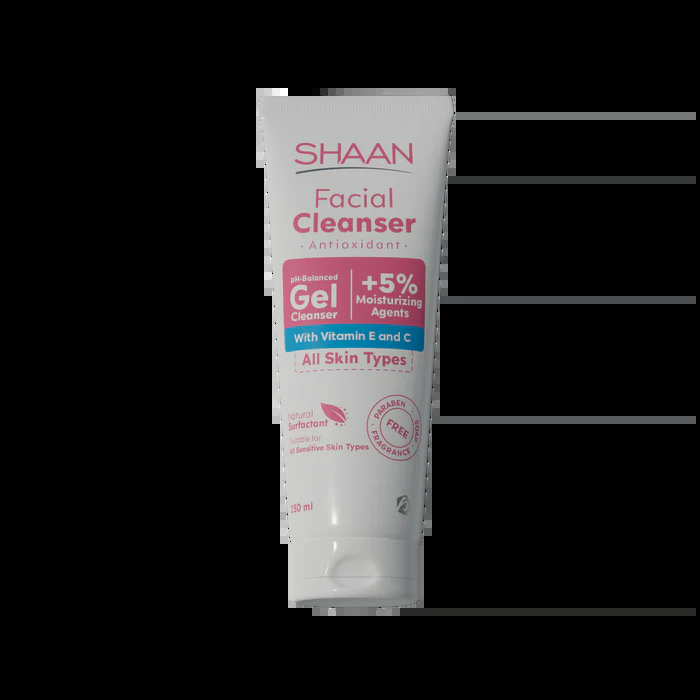 SHAAN
Facial
Cleanser
· Antioxidant ·
pH-Balanced
Gel
Cleanser
+5%
Moisturizing
Agents
With Vitamin E and C
All Skin Types
Natural
Surfactant
Suitable for:
All Sensitive Skin Types
PARABEN · SOAP · FRAGRANCE ·
FREE
150 ml